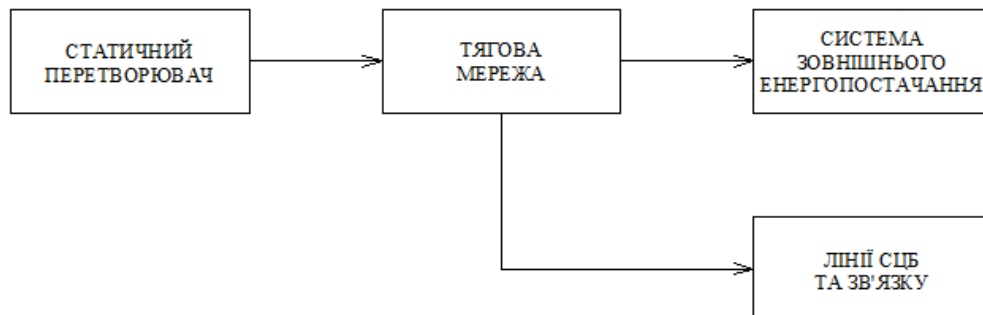 СТАТИЧНИЙ
ПЕРЕТВОРЮВАЧ
ТЯГОВА
МЕРЕЖА
СИСТЕМА
ЗОВНІШНЬОГО
ЕНЕРГОПОСТАЧАННЯ
ЛІНІЇ СЦБ
ТА ЗВ'ЯЗКУ